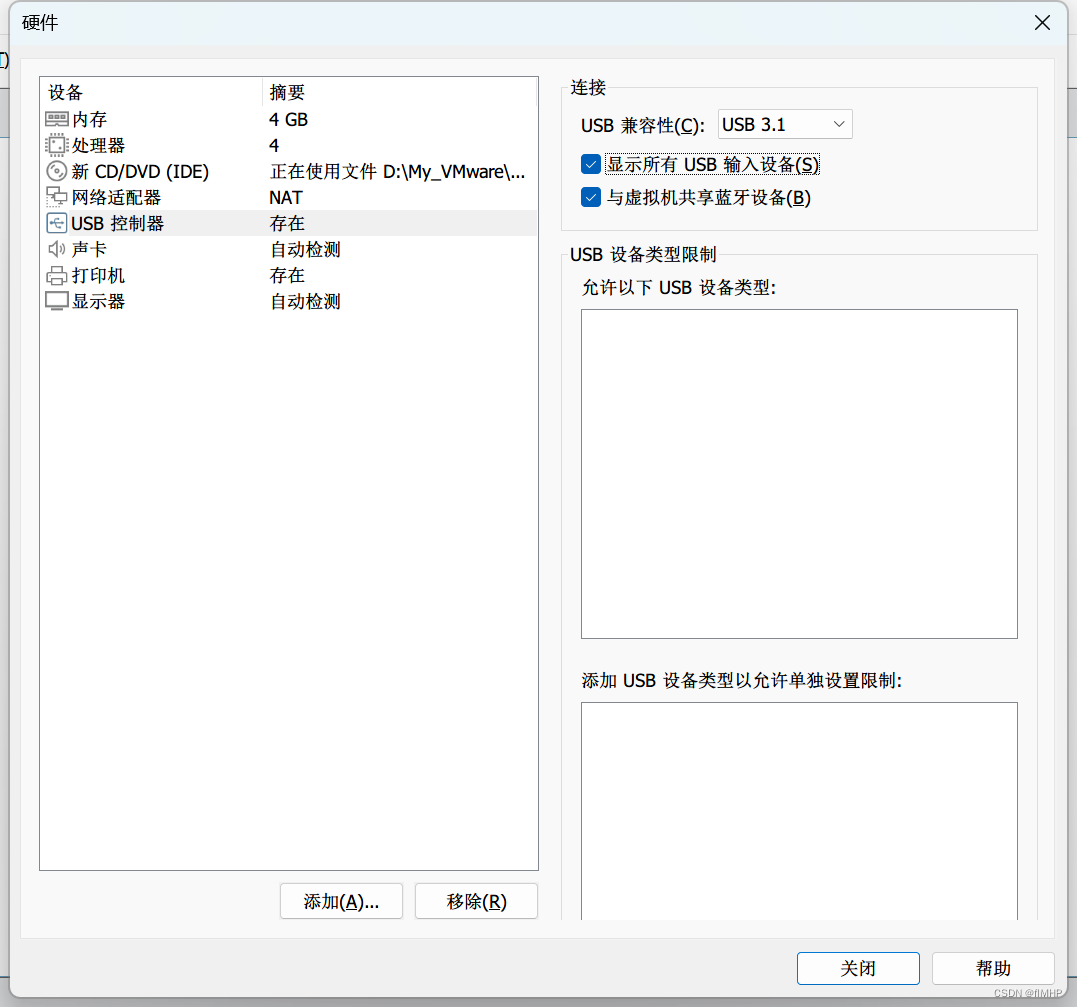 硬件
设备 摘要
内存 4 GB
处理器 4
新 CD/DVD (IDE) 正在使用文件 D:\My_VMware\...
网络适配器 NAT
USB 控制器 存在
声卡 自动检测
打印机 存在
显示器 自动检测
添加(A)... 移除(R)
连接
USB 兼容性(C): USB 3.1
显示所有 USB 输入设备(S)
与虚拟机共享蓝牙设备(B)
USB 设备类型限制
允许以下 USB 设备类型:
添加 USB 设备类型以允许单独设置限制:
关闭 帮助
CSDN @flMHP